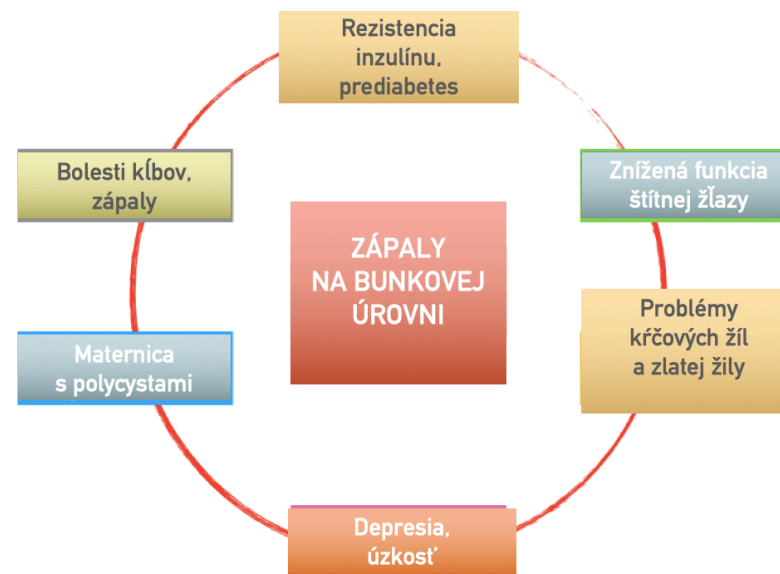 Rezistencia
inzulínu,
prediabetes
Bolesti kĺbov,
zápaly
Znížená funkcia
štítnej žľazy
ZÁPALY
NA BUNKOVEJ
ÚROVNI
Problémy
kŕčových žíl
a zlatej žily
Maternica
s polycystami
Depresia,
úzkosť